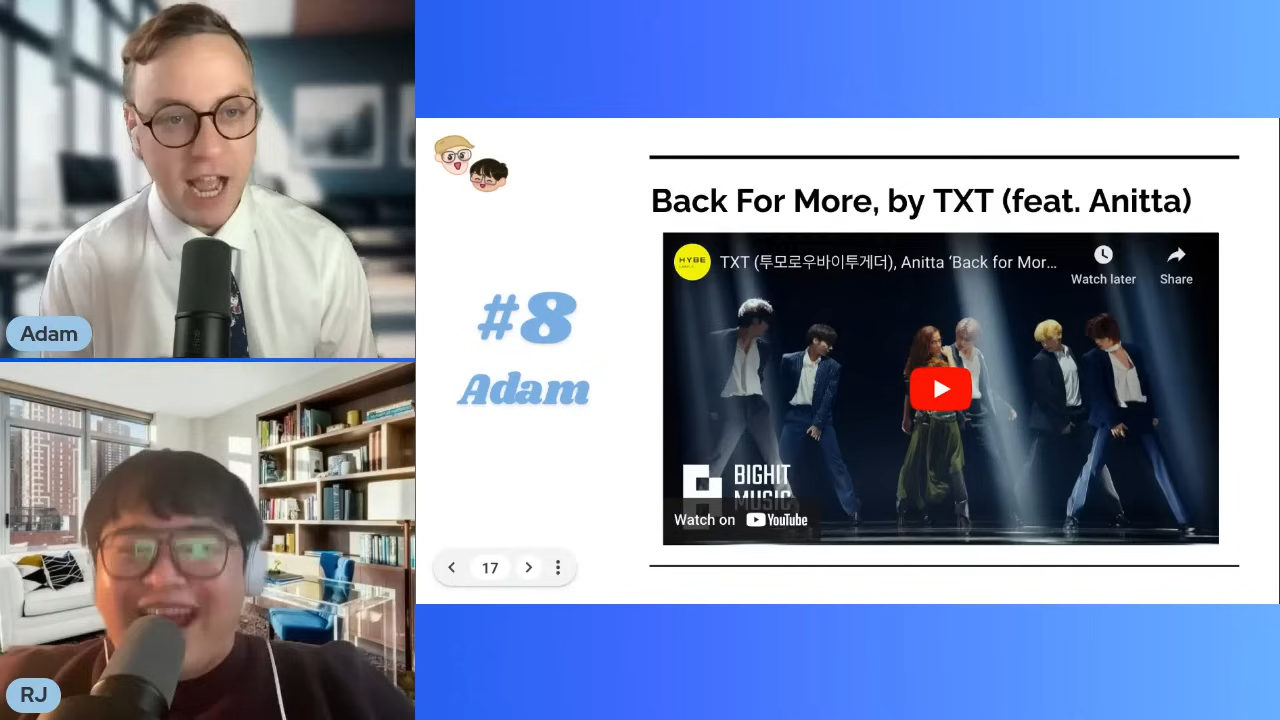 Adam
RJ
#8
Adam
17
Back For More, by TXT (feat. Anitta)
HYBE
TXT (투모로우바이투게더), Anitta ‘Back for Mor...
Watch later
Share
BIGHIT
MUSIC
Watch on YouTube